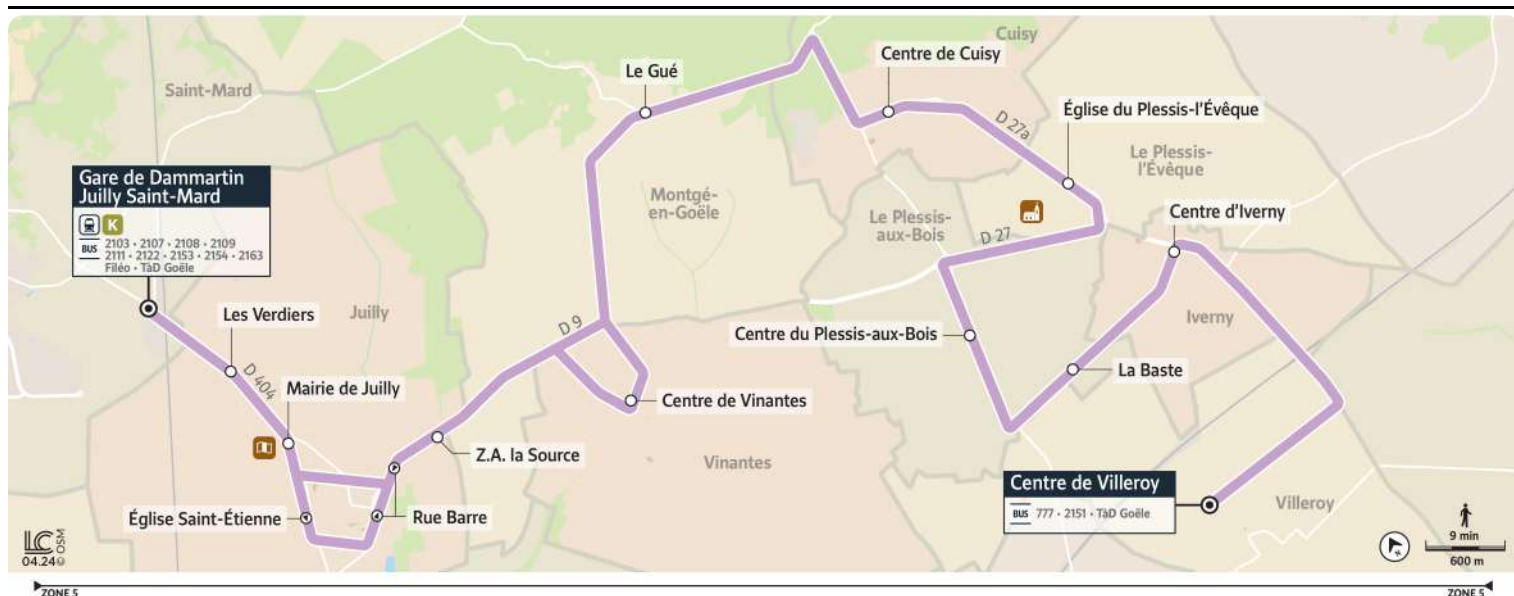 Cuisy
Saint-Mard
Le Gué
Centre de Cuisy
D 27a
Église du Plessis-l'Évêque
Le Plessis-
l'Évêque
Gare de Dammartin
Juilly Saint-Mard
K
BUS
2103 • 2107 • 2108 • 2109
2111 • 2122 • 2153 • 2154 • 2163
Filéo • TàD Goële
Montgé-
en-Goële
Le Plessis-
aux-Bois
D 27
Centre d'Iverny
Les Verdiers
Juilly
D 9
Iverny
Centre du Plessis-aux-Bois
D 404
Mairie de Juilly
La Baste
Centre de Vinantes
Z.A. la Source
Vinantes
Centre de Villeroy
BUS 777 • 2151 • TàD Goële
Villeroy
Église Saint-Étienne
Rue Barre
LC
04.24 © OSM
N
9 min
600 m
ZONE 5
ZONE 5